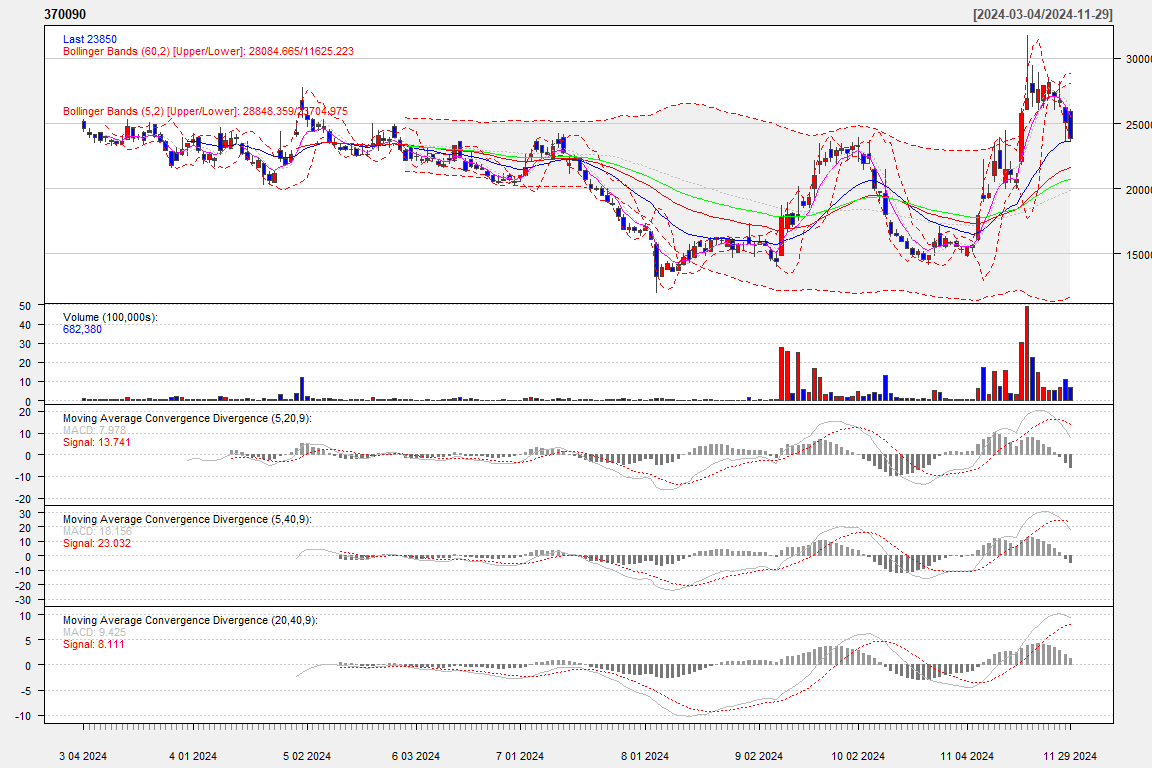 370090
[2024-03-04/2024-11-29]
Last 23850
Bollinger Bands (60,2) [Upper/Lower]: 28084.665/11625.223
Bollinger Bands (5,2) [Upper/Lower]: 28848.359/23704.975
30000
25000
20000
15000
Volume (100,000s):
682,380
50
40
30
20
10
0
Moving Average Convergence Divergence (5,20,9):
MACD: 7.978
Signal: 13.741
20
10
0
-10
-20
Moving Average Convergence Divergence (5,40,9):
MACD: 18.156
Signal: 23.032
30
20
10
0
-10
-20
-30
Moving Average Convergence Divergence (20,40,9):
MACD: 9.425
Signal: 8.111
10
5
0
-5
-10
3 04 2024
4 01 2024
5 02 2024
6 03 2024
7 01 2024
8 01 2024
9 02 2024
10 02 2024
11 04 2024
11 29 2024